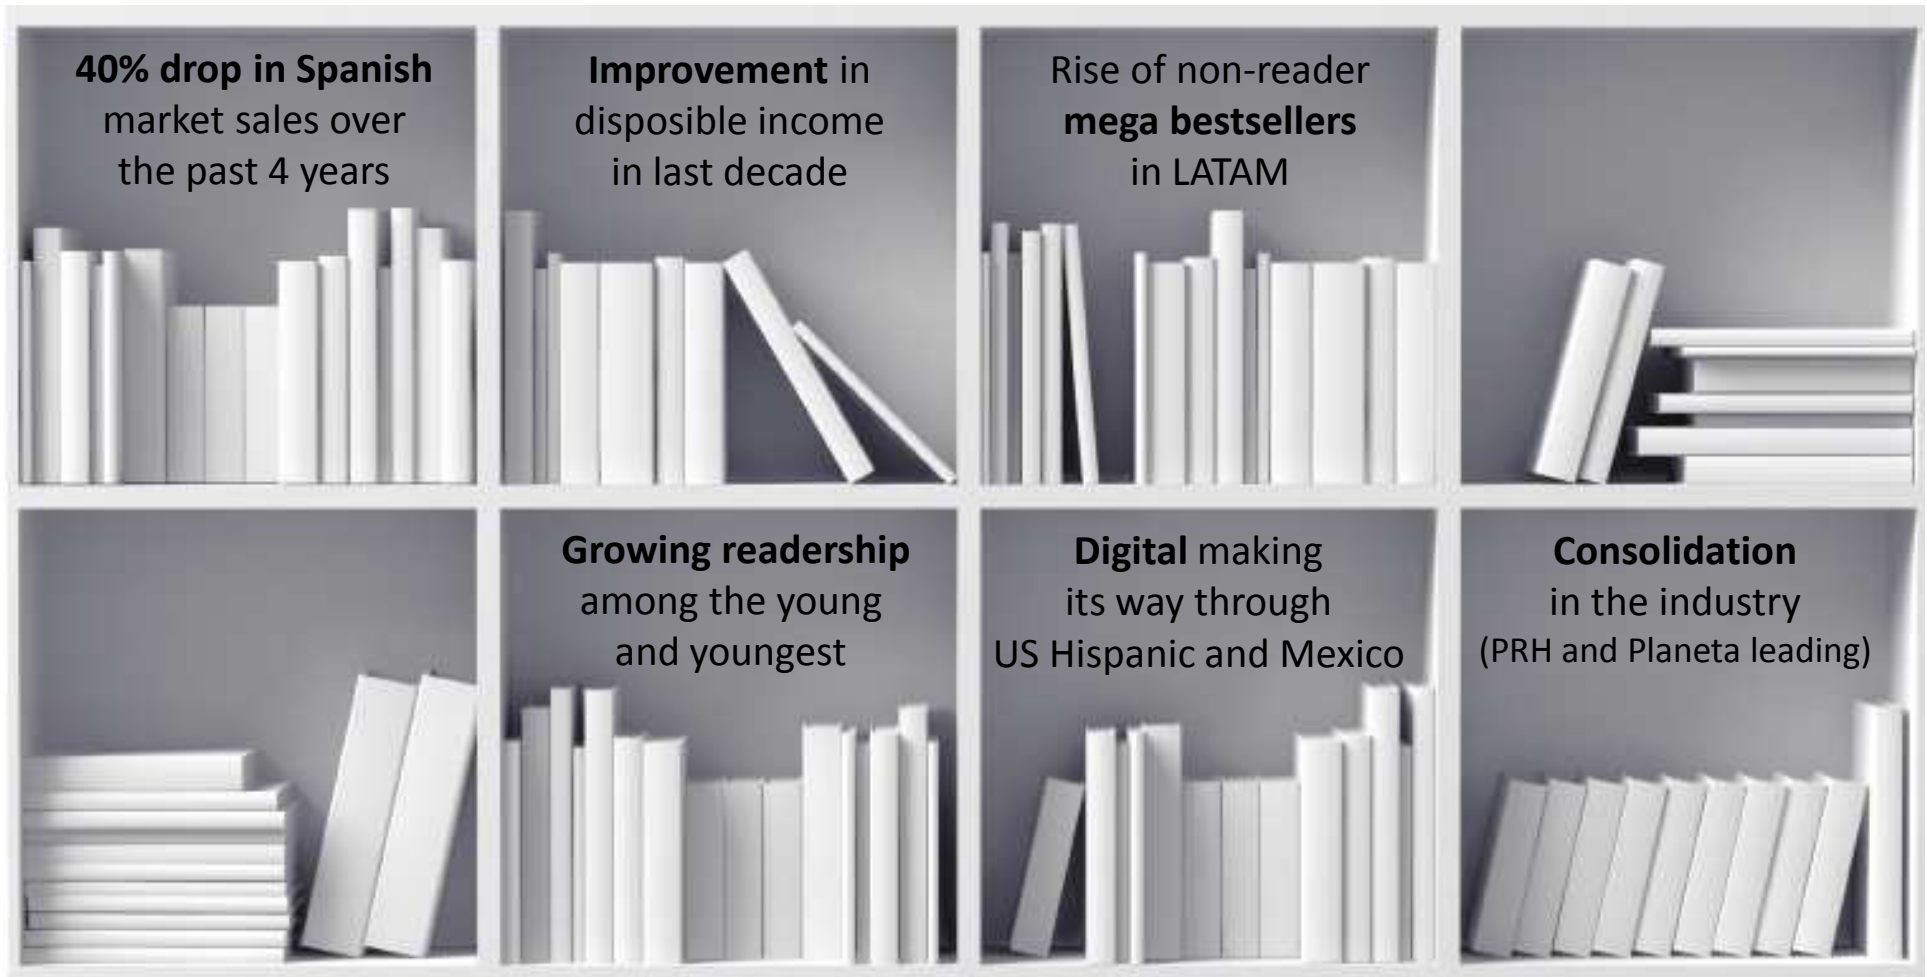 40% drop in Spanish
market sales over
the past 4 years
Improvement in
disposible income
in last decade
Rise of non-reader
mega bestsellers
in LATAM
Growing readership
among the young
and youngest
Digital making
its way through
US Hispanic and Mexico
Consolidation
in the industry
(PRH and Planeta leading)